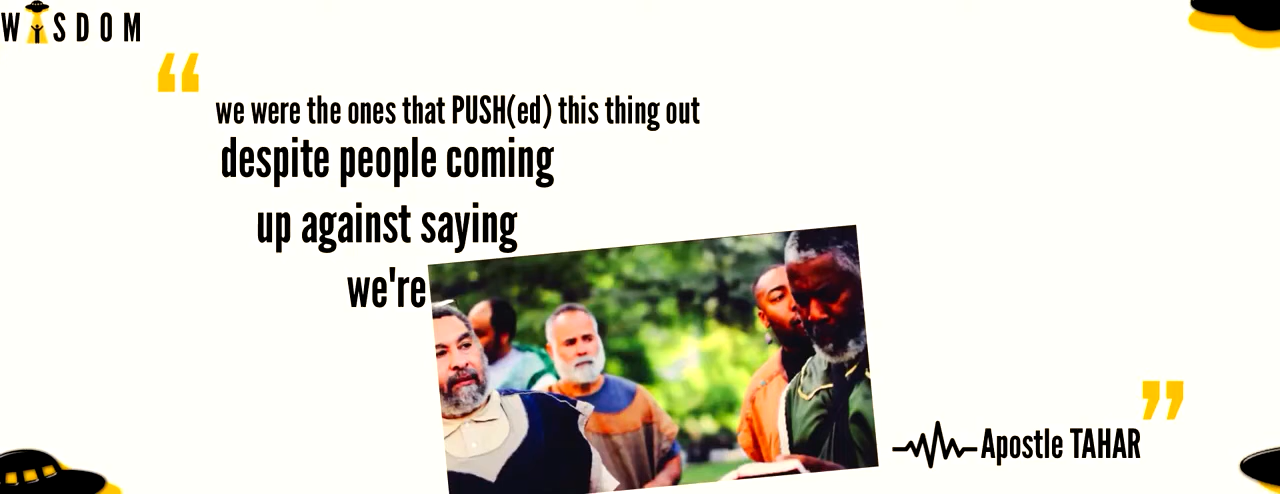 WISDOM
“
we were the ones that PUSH(ed) this thing out
despite people coming
up against saying
we're
Apostle TAHAR
”